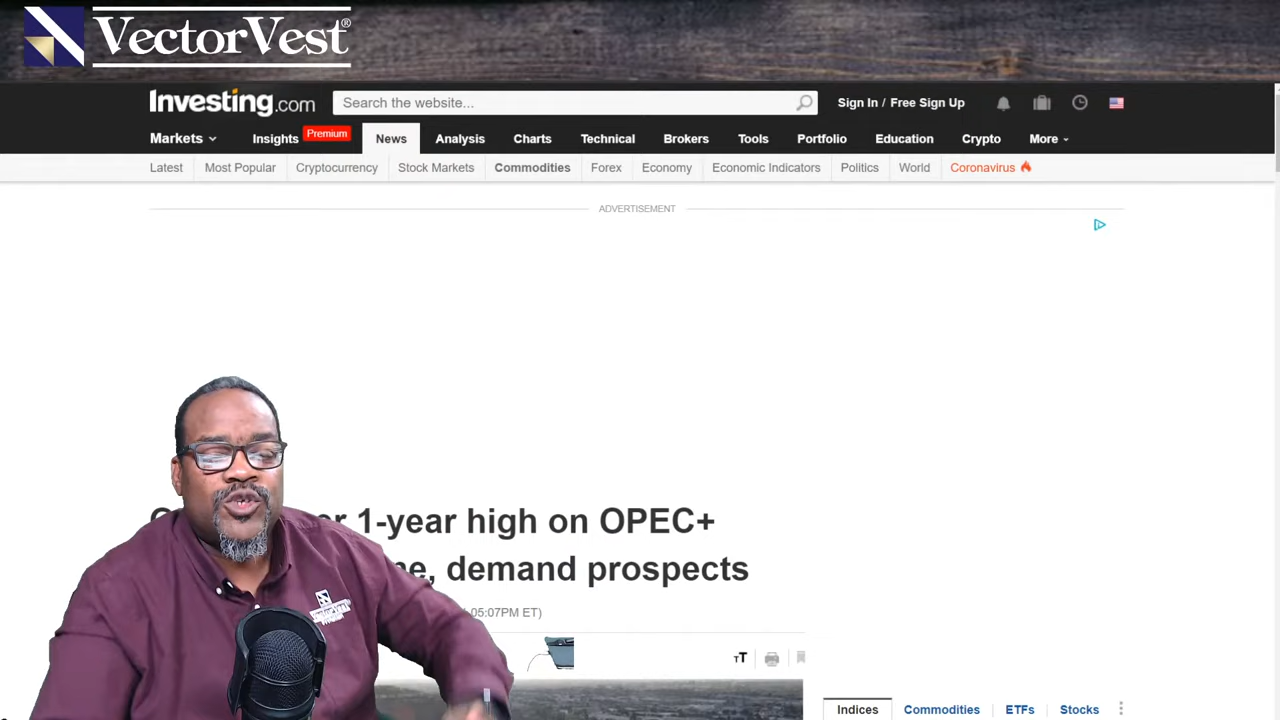 VectorVest®
Investing.com
Search the website...
Sign In / Free Sign Up
Markets
Insights
Premium
News
Analysis
Charts
Technical
Brokers
Tools
Portfolio
Education
Crypto
More
Latest
Most Popular
Cryptocurrency
Stock Markets
Commodities
Forex
Economy
Economic Indicators
Politics
World
Coronavirus
ADVERTISEMENT
1-year high on OPEC+
demand prospects
05:07PM ET)
TT
Indices
Commodities
ETFs
Stocks